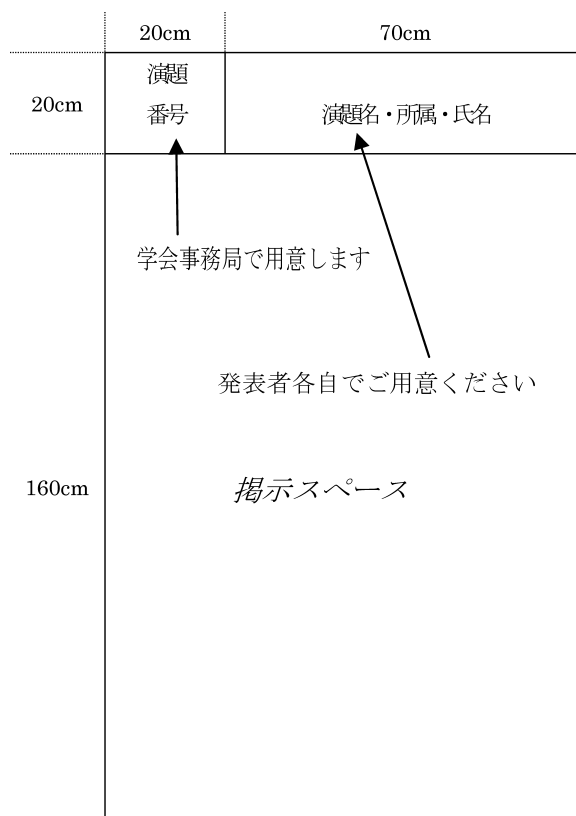 20cm
70cm
20cm
演題
番号
演題名・所属・氏名
学会事務局で用意します
発表者各自でご用意ください
160cm
掲示スペース